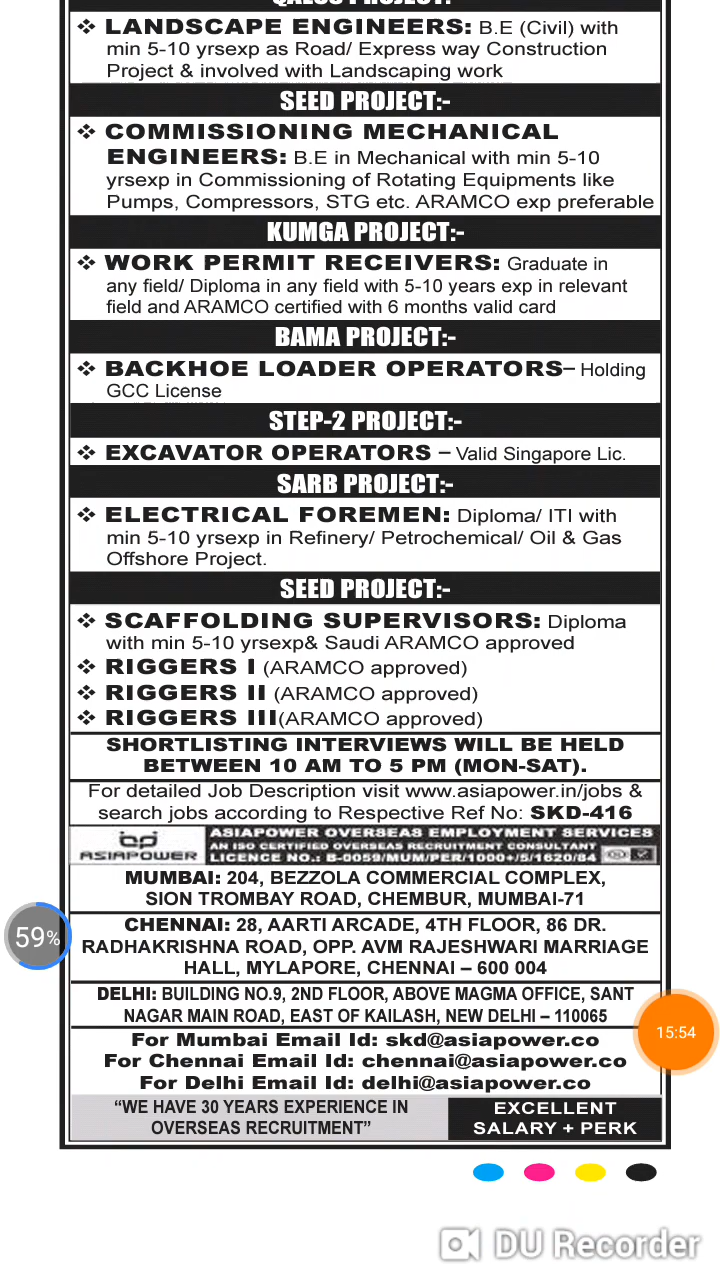 PROJECT:-
❖ LANDSCAPE ENGINEERS: B.E (Civil) with
min 5-10 yrsexp as Road/ Express way Construction
Project & involved with Landscaping work
SEED PROJECT:-
❖ COMMISSIONING MECHANICAL
ENGINEERS: B.E in Mechanical with min 5-10
yrsexp in Commissioning of Rotating Equipments like
Pumps, Compressors, STG etc. ARAMCO exp preferable
KUMGA PROJECT:-
❖ WORK PERMIT RECEIVERS: Graduate in
any field/ Diploma in any field with 5-10 years exp in relevant
field and ARAMCO certified with 6 months valid card
BAMA PROJECT:-
❖ BACKHOE LOADER OPERATORS– Holding
GCC License
STEP-2 PROJECT:-
❖ EXCAVATOR OPERATORS – Valid Singapore Lic.
SARB PROJECT:-
❖ ELECTRICAL FOREMEN: Diploma/ ITI with
min 5-10 yrsexp in Refinery/ Petrochemical/ Oil & Gas
Offshore Project.
SEED PROJECT:-
❖ SCAFFOLDING SUPERVISORS: Diploma
with min 5-10 yrsexp& Saudi ARAMCO approved
❖ RIGGERS I (ARAMCO approved)
❖ RIGGERS II (ARAMCO approved)
❖ RIGGERS III(ARAMCO approved)
SHORTLISTING INTERVIEWS WILL BE HELD
BETWEEN 10 AM TO 5 PM (MON-SAT).
For detailed Job Description visit www.asiapower.in/jobs &
search jobs according to Respective Ref No: SKD-416
ASIAPOWER
ASIAPOWER OVERSEAS EMPLOYMENT SERVICES
AN ISO CERTIFIED OVERSEAS RECRUITMENT CONSULTANT
LICENCE NO.: B-0059/MUM/PER/1000+/5/1620/84
MUMBAI: 204, BEZZOLA COMMERCIAL COMPLEX,
SION TROMBAY ROAD, CHEMBUR, MUMBAI-71
CHENNAI: 28, AARTI ARCADE, 4TH FLOOR, 86 DR.
RADHAKRISHNA ROAD, OPP. AVM RAJESHWARI MARRIAGE
HALL, MYLAPORE, CHENNAI – 600 004
59%
DELHI: BUILDING NO.9, 2ND FLOOR, ABOVE MAGMA OFFICE, SANT
NAGAR MAIN ROAD, EAST OF KAILASH, NEW DELHI – 110065
15:54
For Mumbai Email Id: skd@asiapower.co
For Chennai Email Id: chennai@asiapower.co
For Delhi Email Id: delhi@asiapower.co
“WE HAVE 30 YEARS EXPERIENCE IN
OVERSEAS RECRUITMENT”
EXCELLENT
SALARY + PERK
DU Recorder